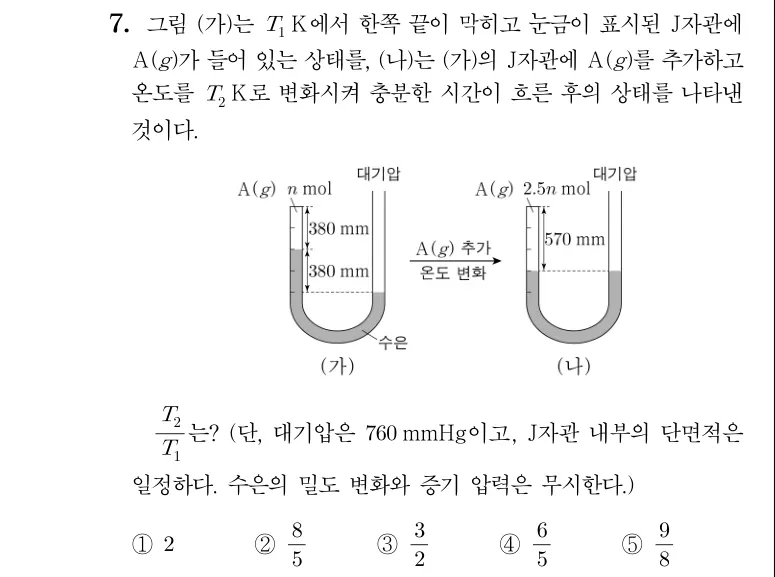 7. 그림 (가)는 T₁ K에서 한쪽 끝이 막히고 눈금이 표시된 J자관에
A(g)가 들어 있는 상태를, (나)는 (가)의 J자관에 A(g)를 추가하고
온도를 T₂ K로 변화시켜 충분한 시간이 흐른 후의 상태를 나타낸
것이다.
대기압
A(g) n mol
380 mm
380 mm
수은
(가)
A(g) 추가
온도 변화
대기압
A(g) 2.5n mol
570 mm
(나)
T₂/T₁는? (단, 대기압은 760 mmHg이고, J자관 내부의 단면적은
일정하다. 수은의 밀도 변화와 증기 압력은 무시한다.)
① 2 ② 8/5 ③ 3/2 ④ 6/5 ⑤ 9/8